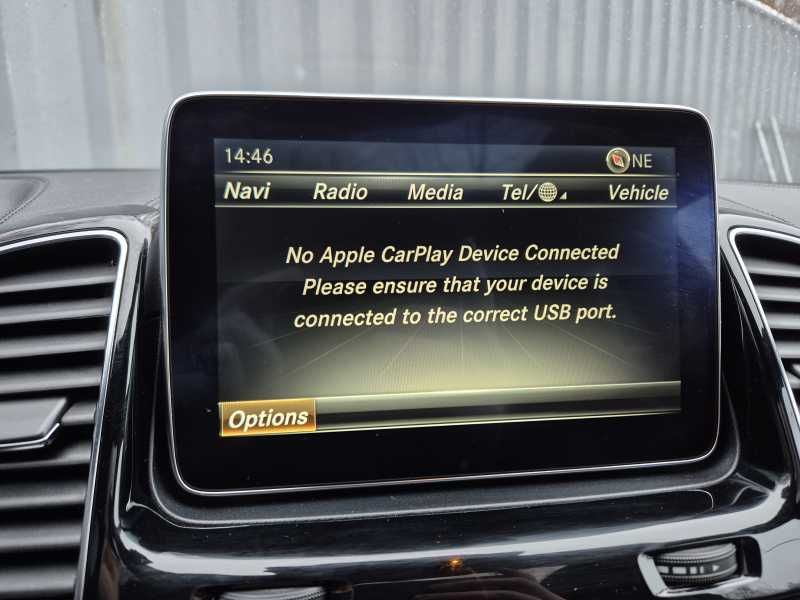 14:46 NE
Navi Radio Media Tel/ Vehicle
No Apple CarPlay Device Connected
Please ensure that your device is
connected to the correct USB port.
Options